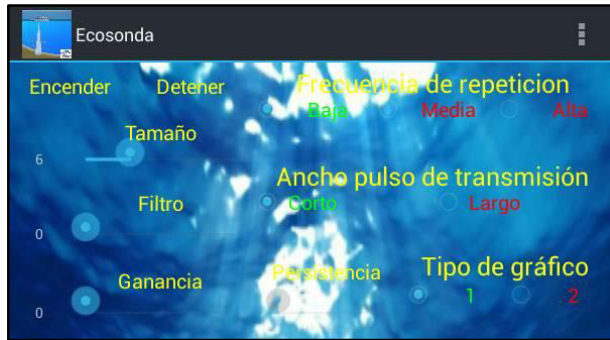 Ecosonda
Encender Detener Frecuencia de repeticion
Baja Media Alta
Tamaño
6
Ancho pulso de transmisión
Filtro Corto Largo
0
Ganancia Persistencia Tipo de gráfico
1 2
0